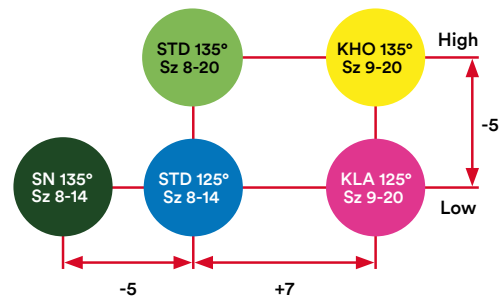 STD 135°
Sz 8-20
KHO 135°
Sz 9-20
High
-5
SN 135°
Sz 8-14
STD 125°
Sz 8-14
KLA 125°
Sz 9-20
Low
-5
+7